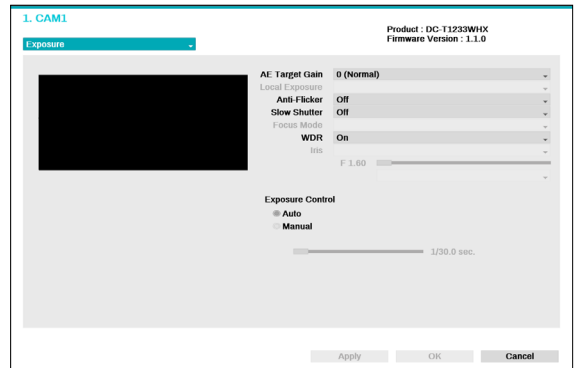 1. CAM1
Product : DC-T1233WHX
Firmware Version : 1.1.0
Exposure
AE Target Gain 0 (Normal)
Local Exposure
Anti-Flicker Off
Slow Shutter Off
Focus Mode
WDR On
Iris
F 1.60
Exposure Control
Auto
Manual
1/30.0 sec.
Apply OK Cancel